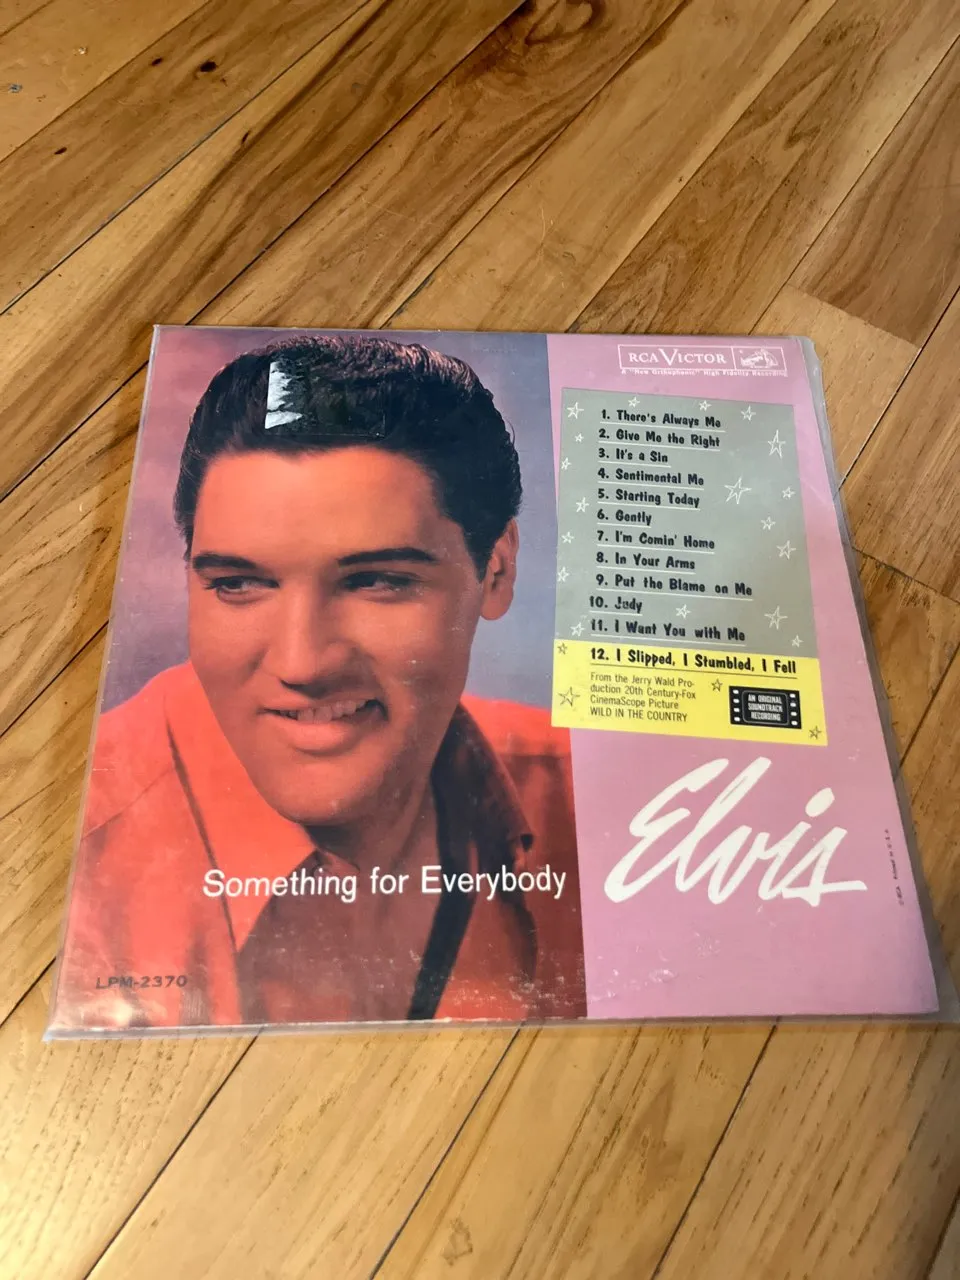 RCA VICTOR
A "New Orthophonic" High Fidelity Recording
1. There's Always Me
2. Give Me the Right
3. It's a Sin
4. Sentimental Me
5. Starting Today
6. Gently
7. I'm Comin' Home
8. In Your Arms
9. Put the Blame on Me
10. Judy
11. I Want You with Me
12. I Slipped, I Stumbled, I Fell
From the Jerry Wald Pro-
duction 20th Century-Fox
CinemaScope Picture
WILD IN THE COUNTRY
AN ORIGINAL
SOUNDTRACK
RECORDING
Elvis
Something for Everybody
LPM-2370
©RCA Printed in U.S.A.